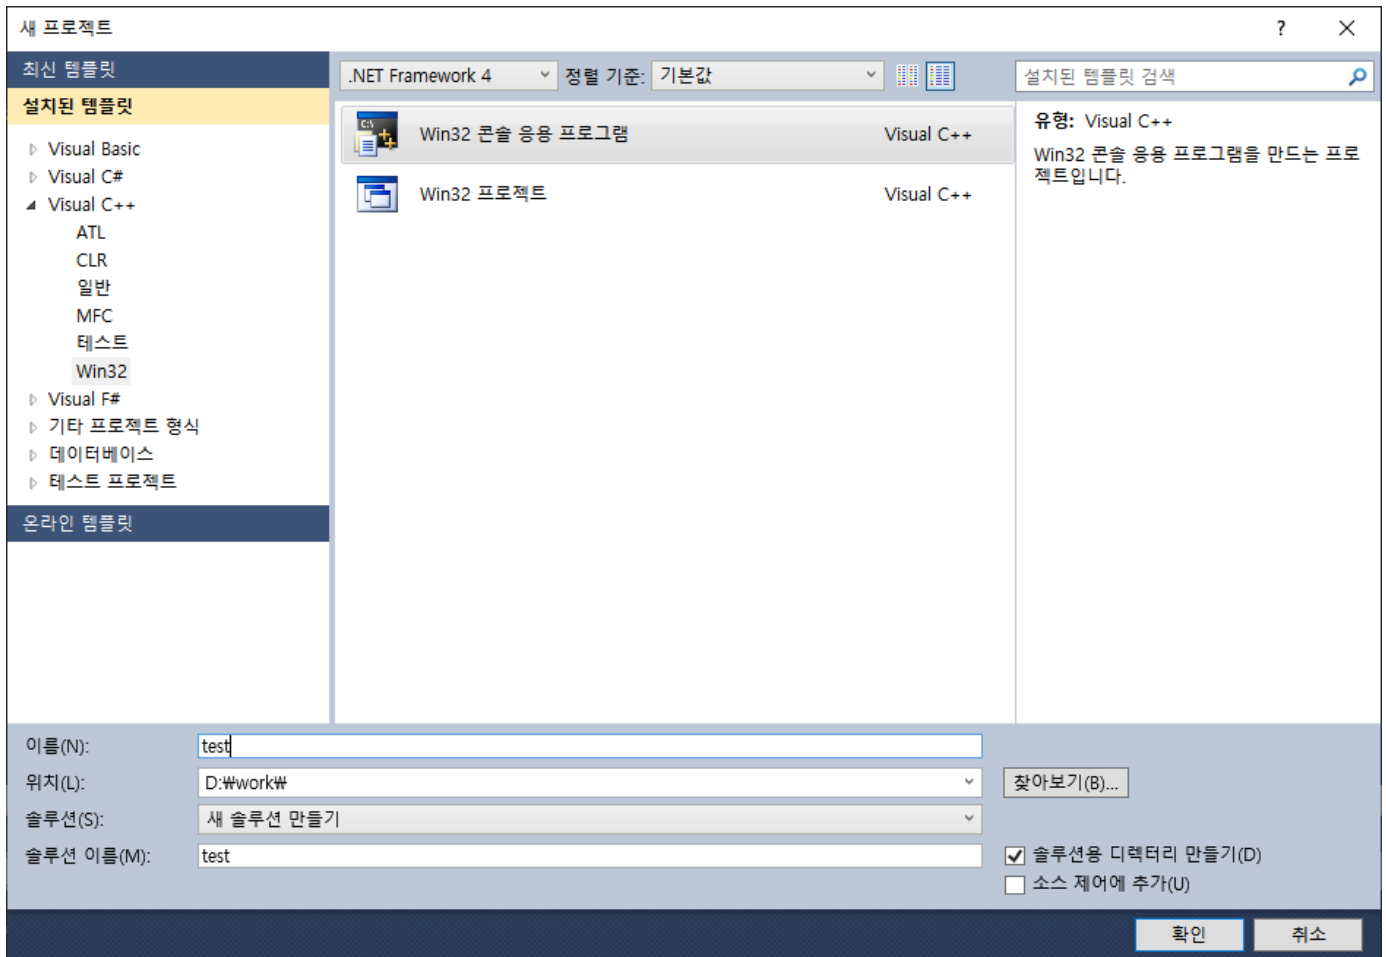 새 프로젝트
?
최신 템플릿
설치된 템플릿
Visual Basic
Visual C#
Visual C++
ATL
CLR
일반
MFC
테스트
Win32
Visual F#
기타 프로젝트 형식
데이터베이스
테스트 프로젝트
온라인 템플릿
.NET Framework 4
정렬 기준:
기본값
설치된 템플릿 검색
C:\
Win32 콘솔 응용 프로그램 Visual C++
Win32 프로젝트 Visual C++
유형: Visual C++
Win32 콘솔 응용 프로그램을 만드는 프로
젝트입니다.
이름(N): test
위치(L): D:₩work₩ 찾아보기(B)...
솔루션(S): 새 솔루션 만들기
솔루션 이름(M): test
솔루션용 디렉터리 만들기(D)
소스 제어에 추가(U)
확인 취소